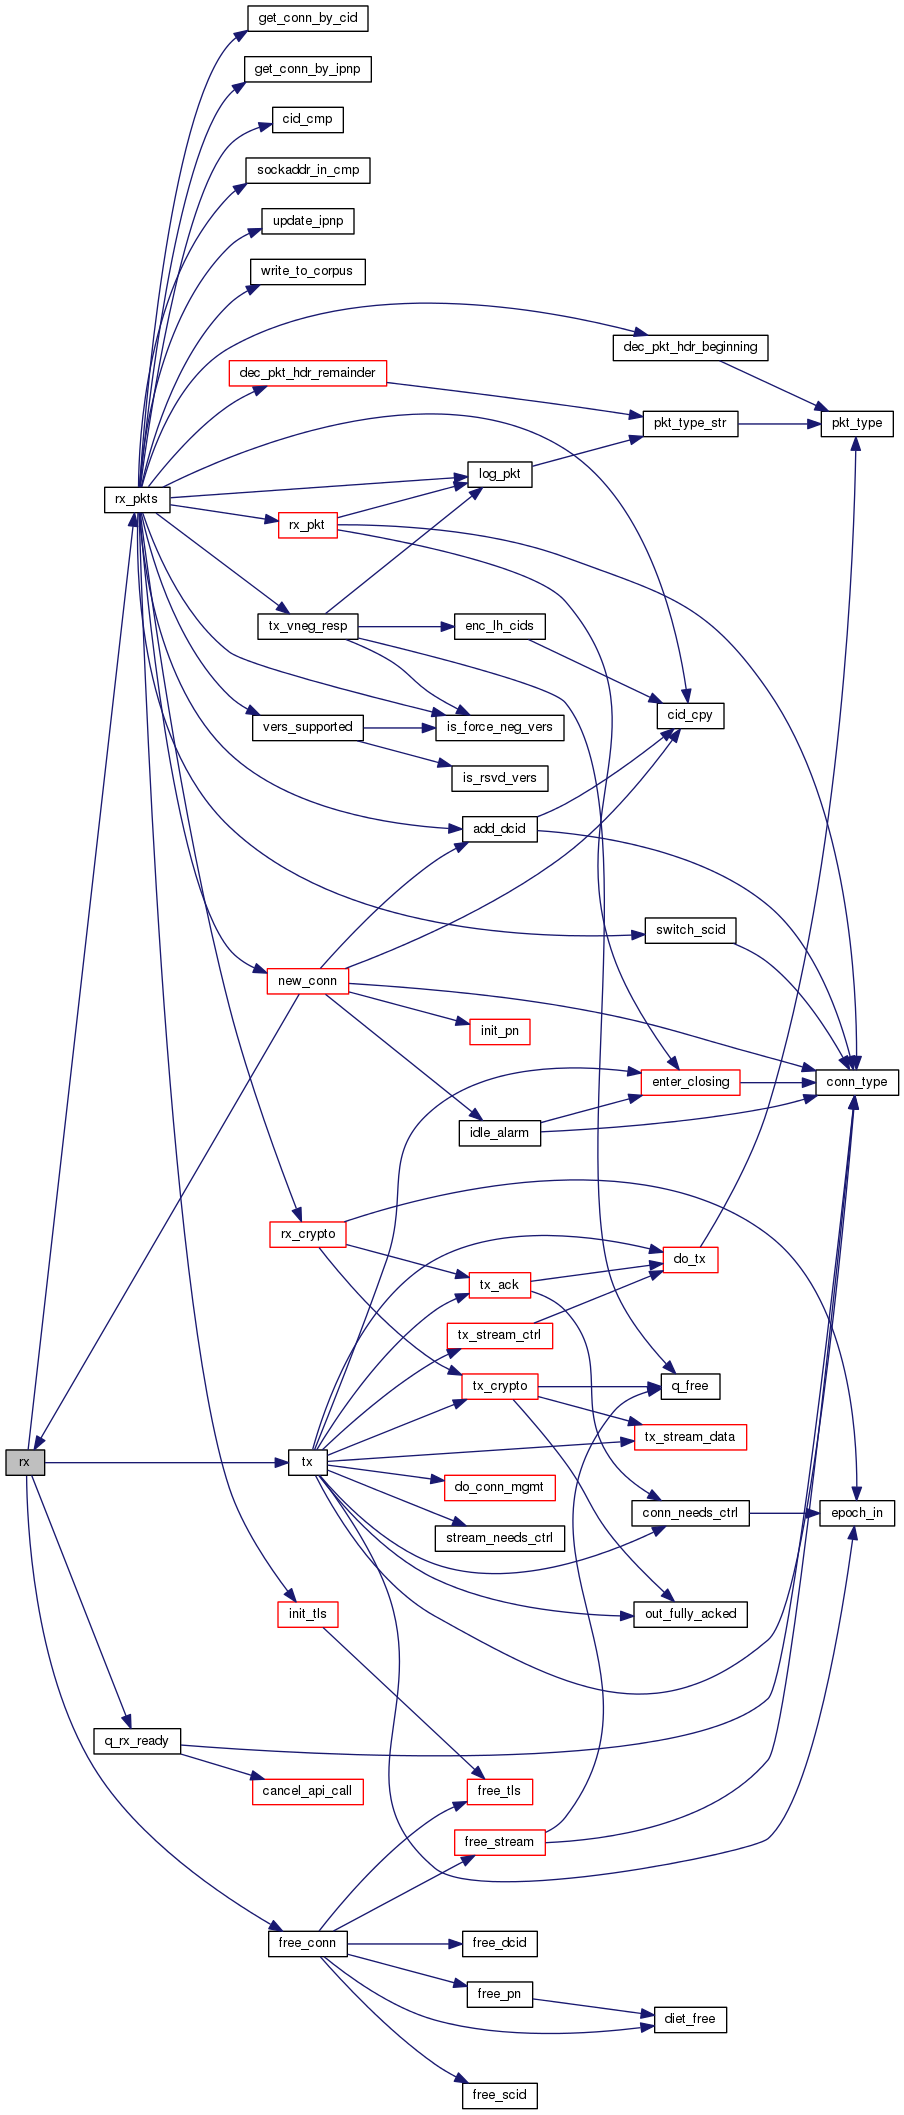 get_conn_by_cid
get_conn_by_ipnp
cid_cmp
sockaddr_in_cmp
update_ipnp
write_to_corpus
dec_pkt_hdr_beginning
dec_pkt_hdr_remainder
pkt_type_str
pkt_type
log_pkt
rx_pkts
rx_pkt
tx_vneg_resp
enc_lh_cids
cid_cpy
vers_supported
is_force_neg_vers
is_rsvd_vers
add_dcid
switch_scid
new_conn
init_pn
enter_closing
conn_type
idle_alarm
rx_crypto
do_tx
tx_ack
tx_stream_ctrl
tx_crypto
q_free
tx_stream_data
rx
tx
do_conn_mgmt
conn_needs_ctrl
epoch_in
stream_needs_ctrl
init_tls
out_fully_acked
q_rx_ready
cancel_api_call
free_tls
free_stream
free_conn
free_dcid
free_pn
diet_free
free_scid